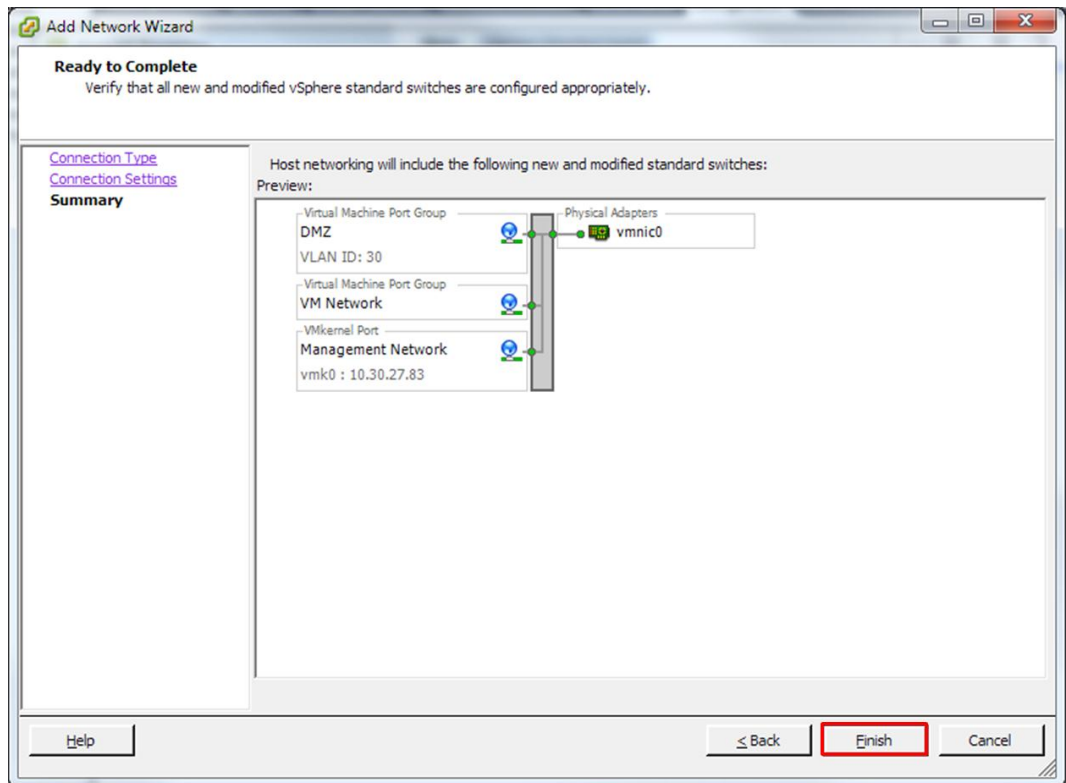 Add Network Wizard
Ready to Complete
Verify that all new and modified vSphere standard switches are configured appropriately.
Connection Type
Connection Settings
Summary
Host networking will include the following new and modified standard switches:
Preview:
Virtual Machine Port Group
DMZ
VLAN ID: 30
Physical Adapters
vmnic0
Virtual Machine Port Group
VM Network
VMkernel Port
Management Network
vmk0 : 10.30.27.83
Help
< Back
Finish
Cancel